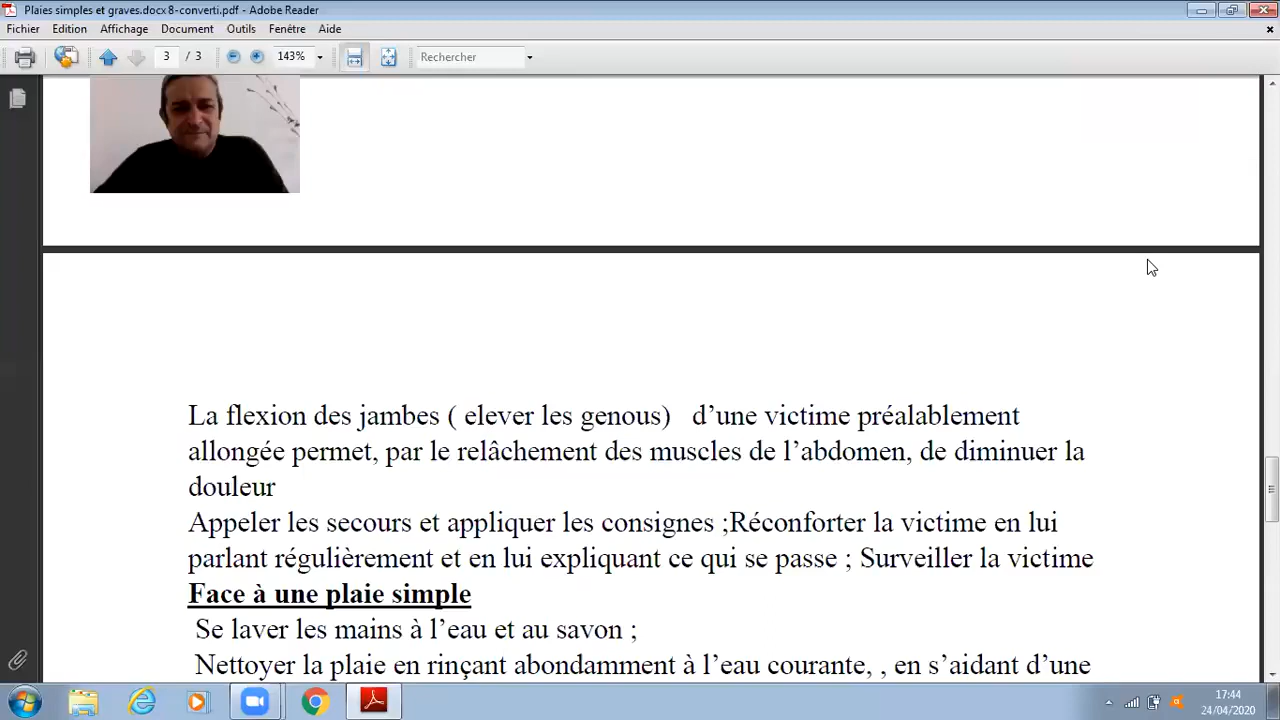 Plaies simples et graves.docx8-converti.pdf - Adobe Reader
Fichier Edition Affichage Document Outils Fenêtre Aide
3 / 3 143% Rechercher
La flexion des jambes ( elever les genous) d’une victime préalablement
allongée permet, par le relâchement des muscles de l’abdomen, de diminuer la
douleur
Appeler les secours et appliquer les consignes ;Réconforter la victime en lui
parlant régulièrement et en lui expliquant ce qui se passe ; Surveiller la victime
Face à une plaie simple
Se laver les mains à l’eau et au savon ;
Nettoyer la plaie en rinçant abondamment à l’eau courante, , en s’aidant d’une
17:44
24/04/2020